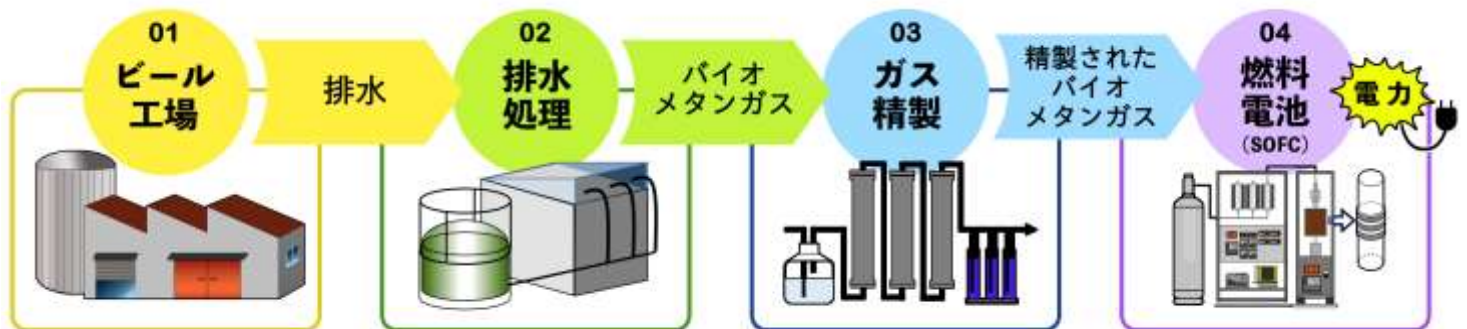 01
ビール
工場
排水
02
排水
処理
バイオ
メタンガス
03
ガス
精製
精製された
バイオ
メタンガス
04
燃料
電池
(SOFC)
電力